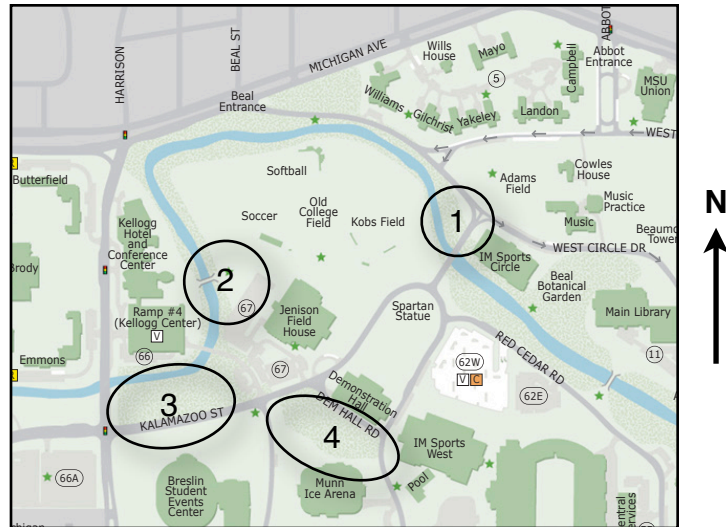 HARRISON
BEAL ST
MICHIGAN AVE
ABBOT
Wills
House
Mayo
5
Campbell
Abbot
Entrance
MSU
Union
Beal
Entrance
Williams
Gilchrist
Yakeley
Landon
WEST
Butterfield
Softball
Adams
Field
Cowles
House
Music
Practice
Music
Beaumo
Tower
N
Kellogg
Hotel
and
Conference
Center
Soccer
Old
College
Field
Kobs Field
1
WEST CIRCLE DR
IM Sports
Circle
Beal
Botanical
Garden
Brody
2
67
Ramp #4
(Kellogg Center)
V
Jenison
Field
House
Spartan
Statue
Main Library
RED CEDAR RD
Emmons
66
67
62W
V C
62E
11
3
KALAMAZOO ST
Demonstration
Hall
DEM HALL RD
4
IM Sports
West
66A
Breslin
Student
Events
Center
Munn
Ice Arena
Pool
entral
ervices